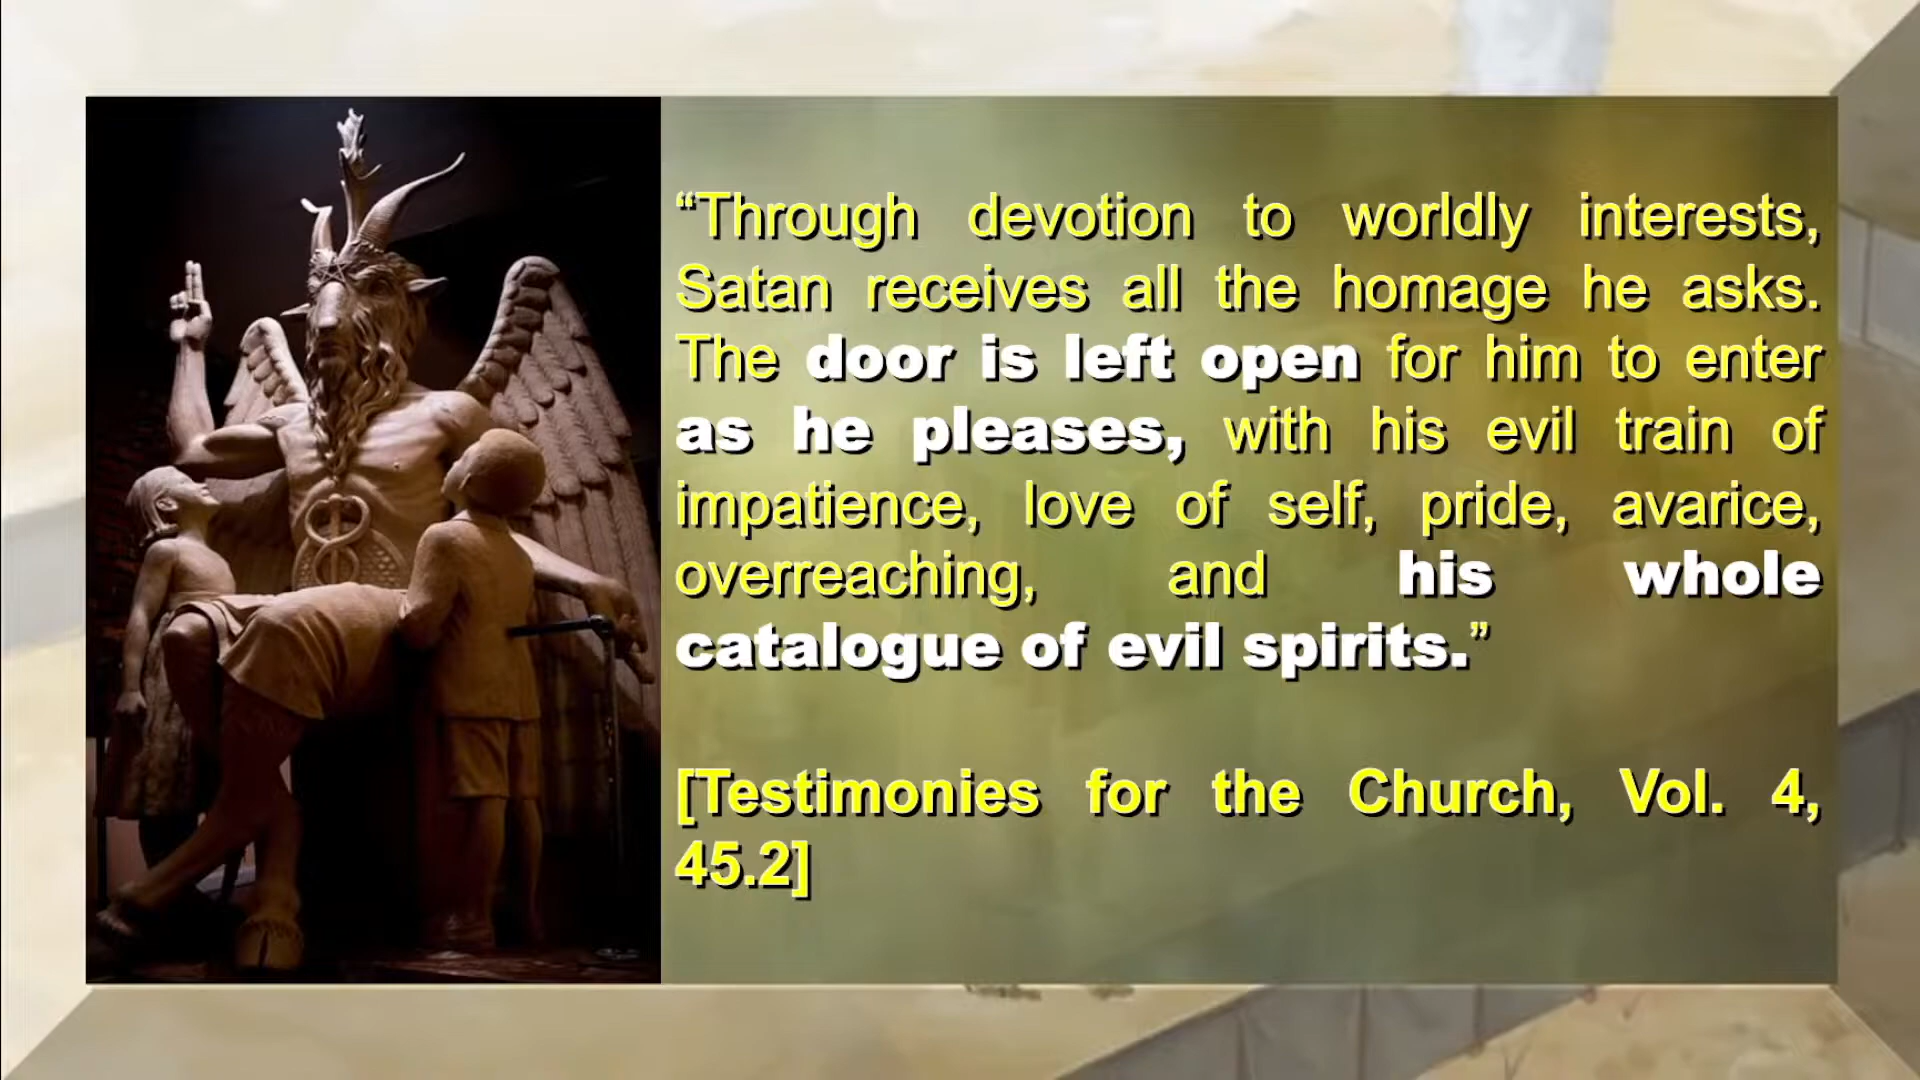 “Through devotion to worldly interests,
Satan receives all the homage he asks.
The door is left open for him to enter
as he pleases, with his evil train of
impatience, love of self, pride, avarice,
overreaching, and his whole
catalogue of evil spirits.”
[Testimonies for the Church, Vol. 4,
45.2]